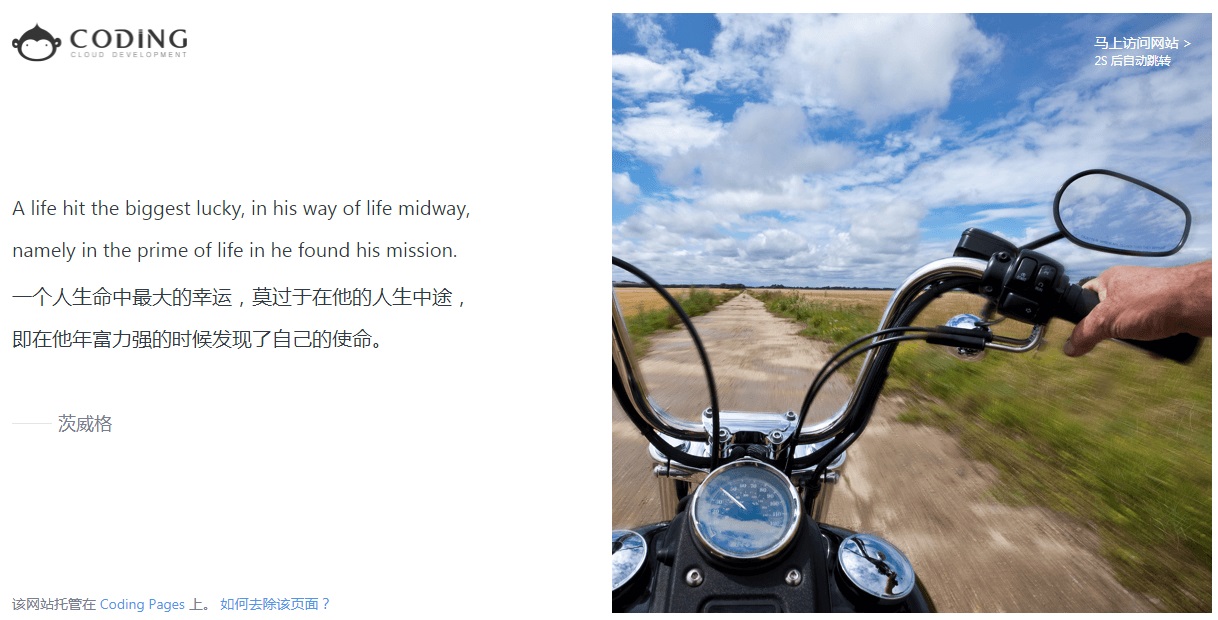 CODING
CLOUD DEVELOPMENT
马上访问网站 >
2S 后自动跳转
A life hit the biggest lucky, in his way of life midway,
namely in the prime of life in he found his mission.
一个人生命中最大的幸运，莫过于在他的人生中途，
即在他年富力强的时候发现了自己的使命。
茨威格
该网站托管在 Coding Pages 上。 如何去除该页面？